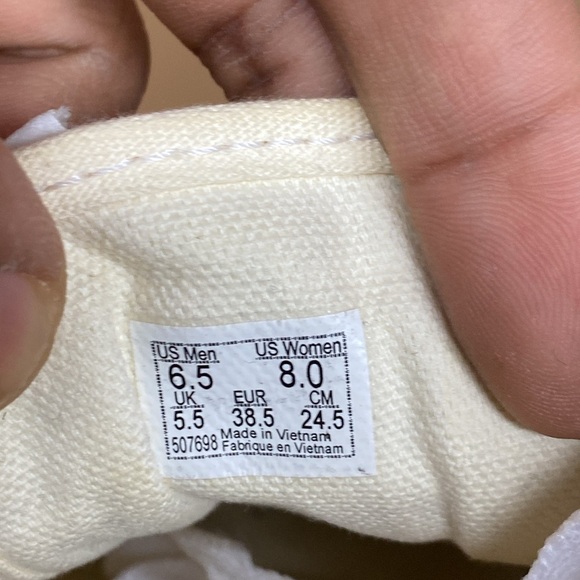 US Men US Women
6.5 8.0
UK EUR CM
5.5 38.5 24.5
507698 Made in Vietnam
Fabrique en Vietnam